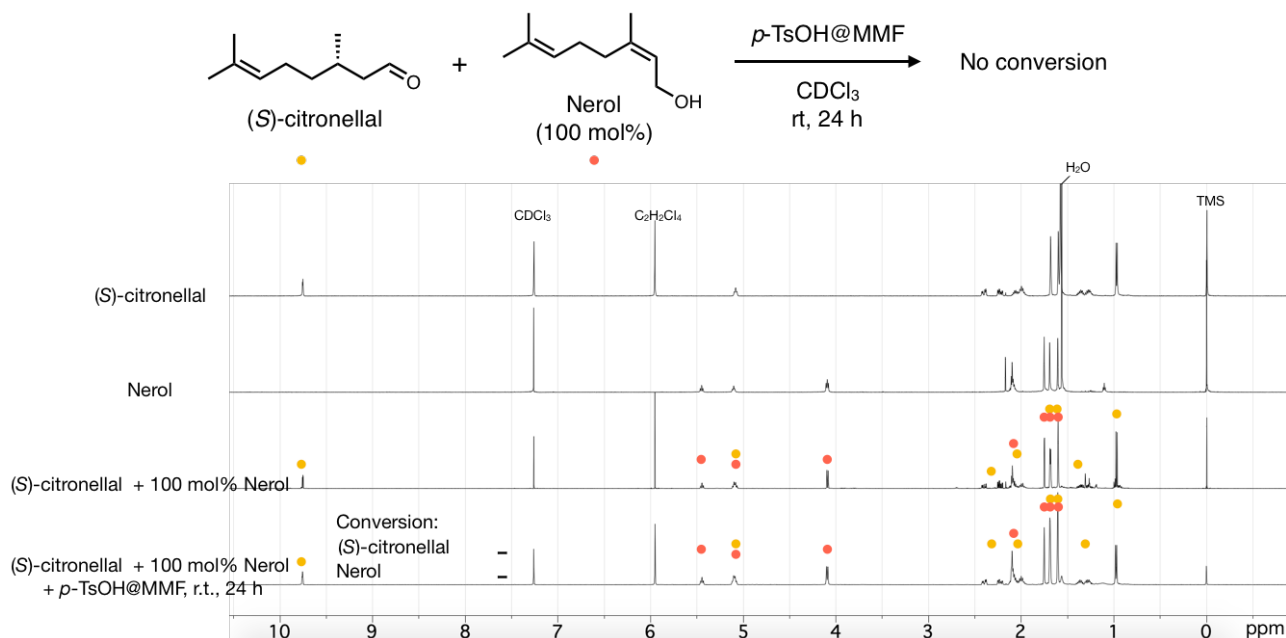 p-TsOH@MMF
CDCl3
rt, 24 h
No conversion
O
+
OH
(S)-citronellal
Nerol
(100 mol%)
H2O
TMS
CDCl3
C2H2Cl4
(S)-citronellal
Nerol
(S)-citronellal + 100 mol% Nerol
Conversion:
(S)-citronellal –
Nerol –
(S)-citronellal + 100 mol% Nerol
+ p-TsOH@MMF, r.t., 24 h
10 9 8 7 6 5 4 3 2 1 0 ppm